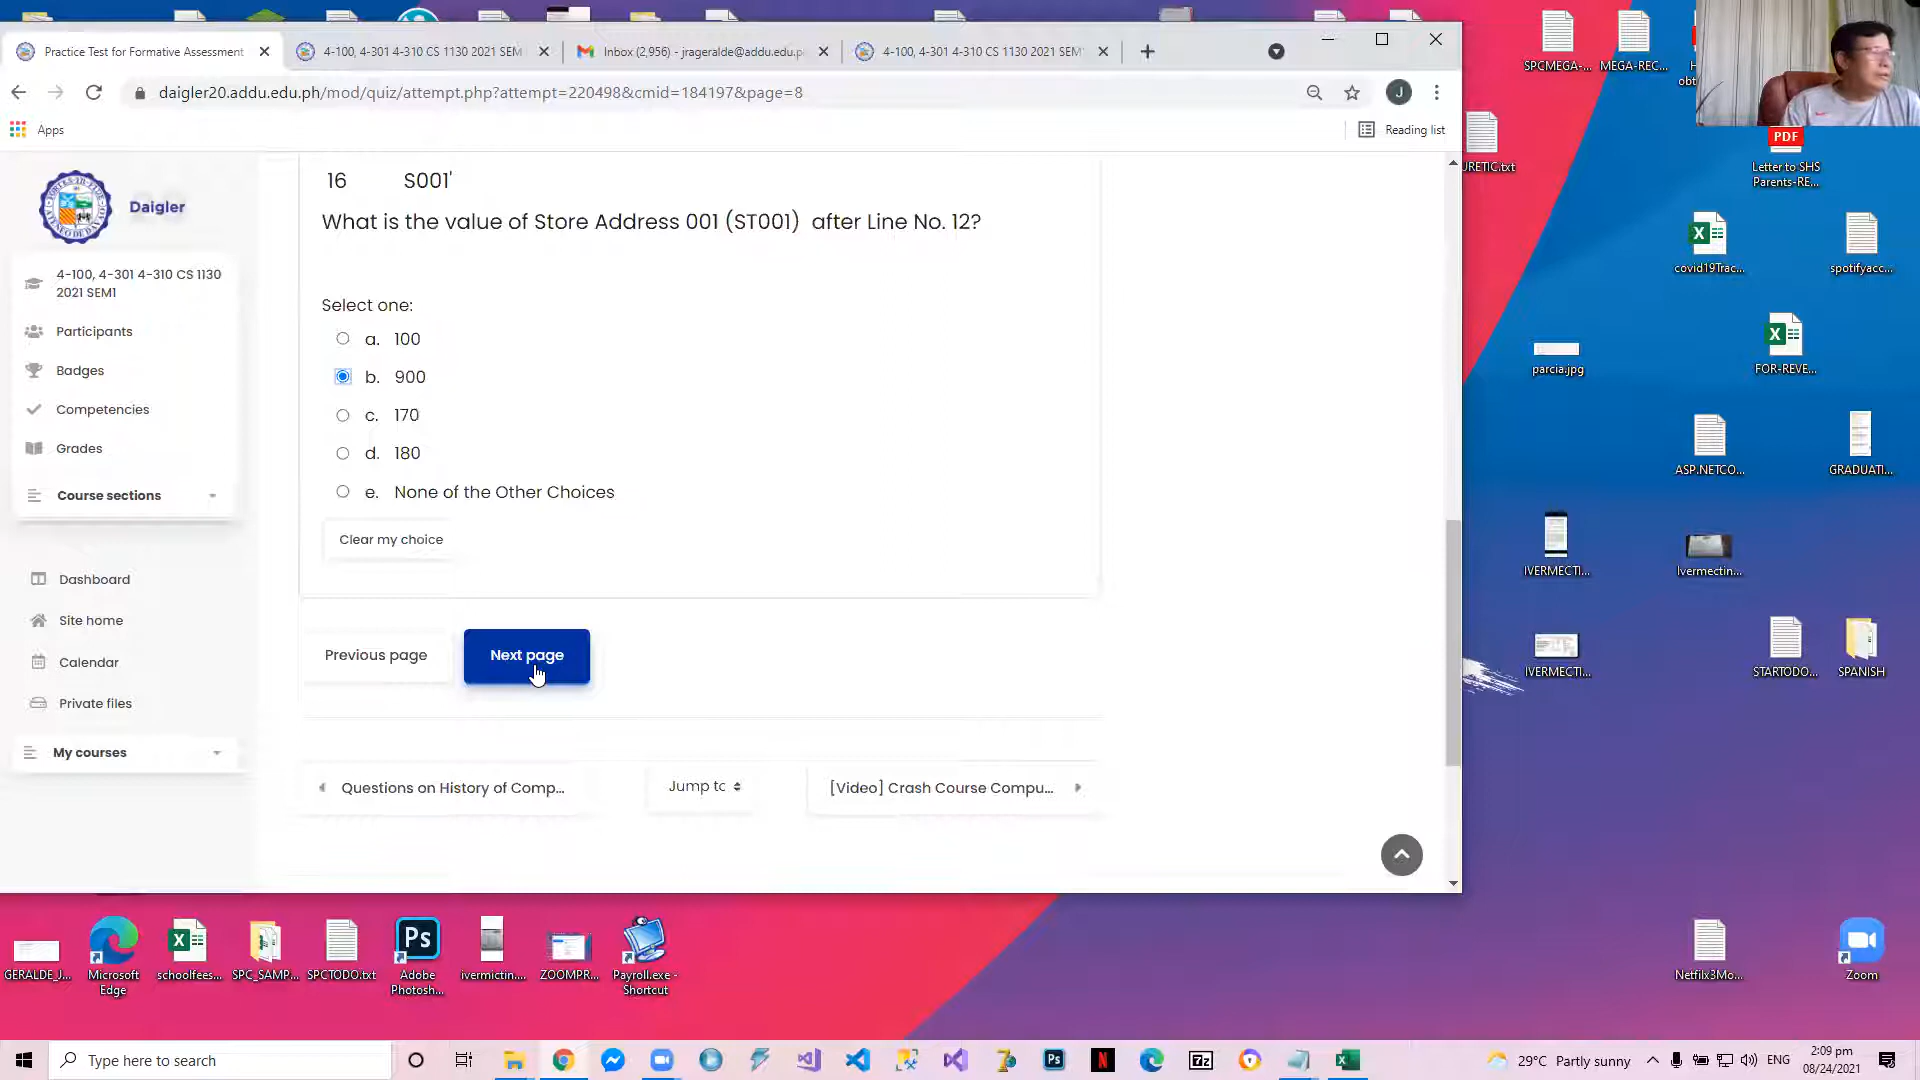 Practice Test for Formative Assessment
4-100, 4-301 4-310 CS 1130 2021 SEM
Inbox (2,956) - jrageralde@addu.edu.p
4-100, 4-301 4-310 CS 1130 2021 SEM
daigler20.addu.edu.ph/mod/quiz/attempt.php?attempt=220498&cmid=184197&page=8
J
Apps
Reading list
Daigler
4-100, 4-301 4-310 CS 1130
2021 SEM1
Participants
Badges
Competencies
Grades
Course sections
Dashboard
Site home
Calendar
Private files
My courses
16 S001'
What is the value of Store Address 001 (ST001) after Line No. 12?
Select one:
a. 100
b. 900
c. 170
d. 180
e. None of the Other Choices
Clear my choice
Previous page
Next page
Questions on History of Comp...
Jump to
[Video] Crash Course Compu...
SPCMEGA-...
MEGA-REC...
URETIC.txt
PDF
Letter to SHS
Parents-RE...
covid19Trac...
spotifyacc...
parcia.jpg
FOR-REVE...
ASP.NETCO...
GRADUATI...
IVERMECTI...
Ivermectin...
IVERMECTI...
STARTODO...
SPANISH
Netflix3Mo...
Zoom
GERALDE_J...
Microsoft
Edge
schoolfees...
SPC_SAMP...
SPCTODO.txt
Ps
Adobe
Photosh...
ivermictin....
ZOOMPR...
Payroll.exe -
Shortcut
Type here to search
Ps
N
7z
29°C Partly sunny
ENG
2:09 pm
08/24/2021